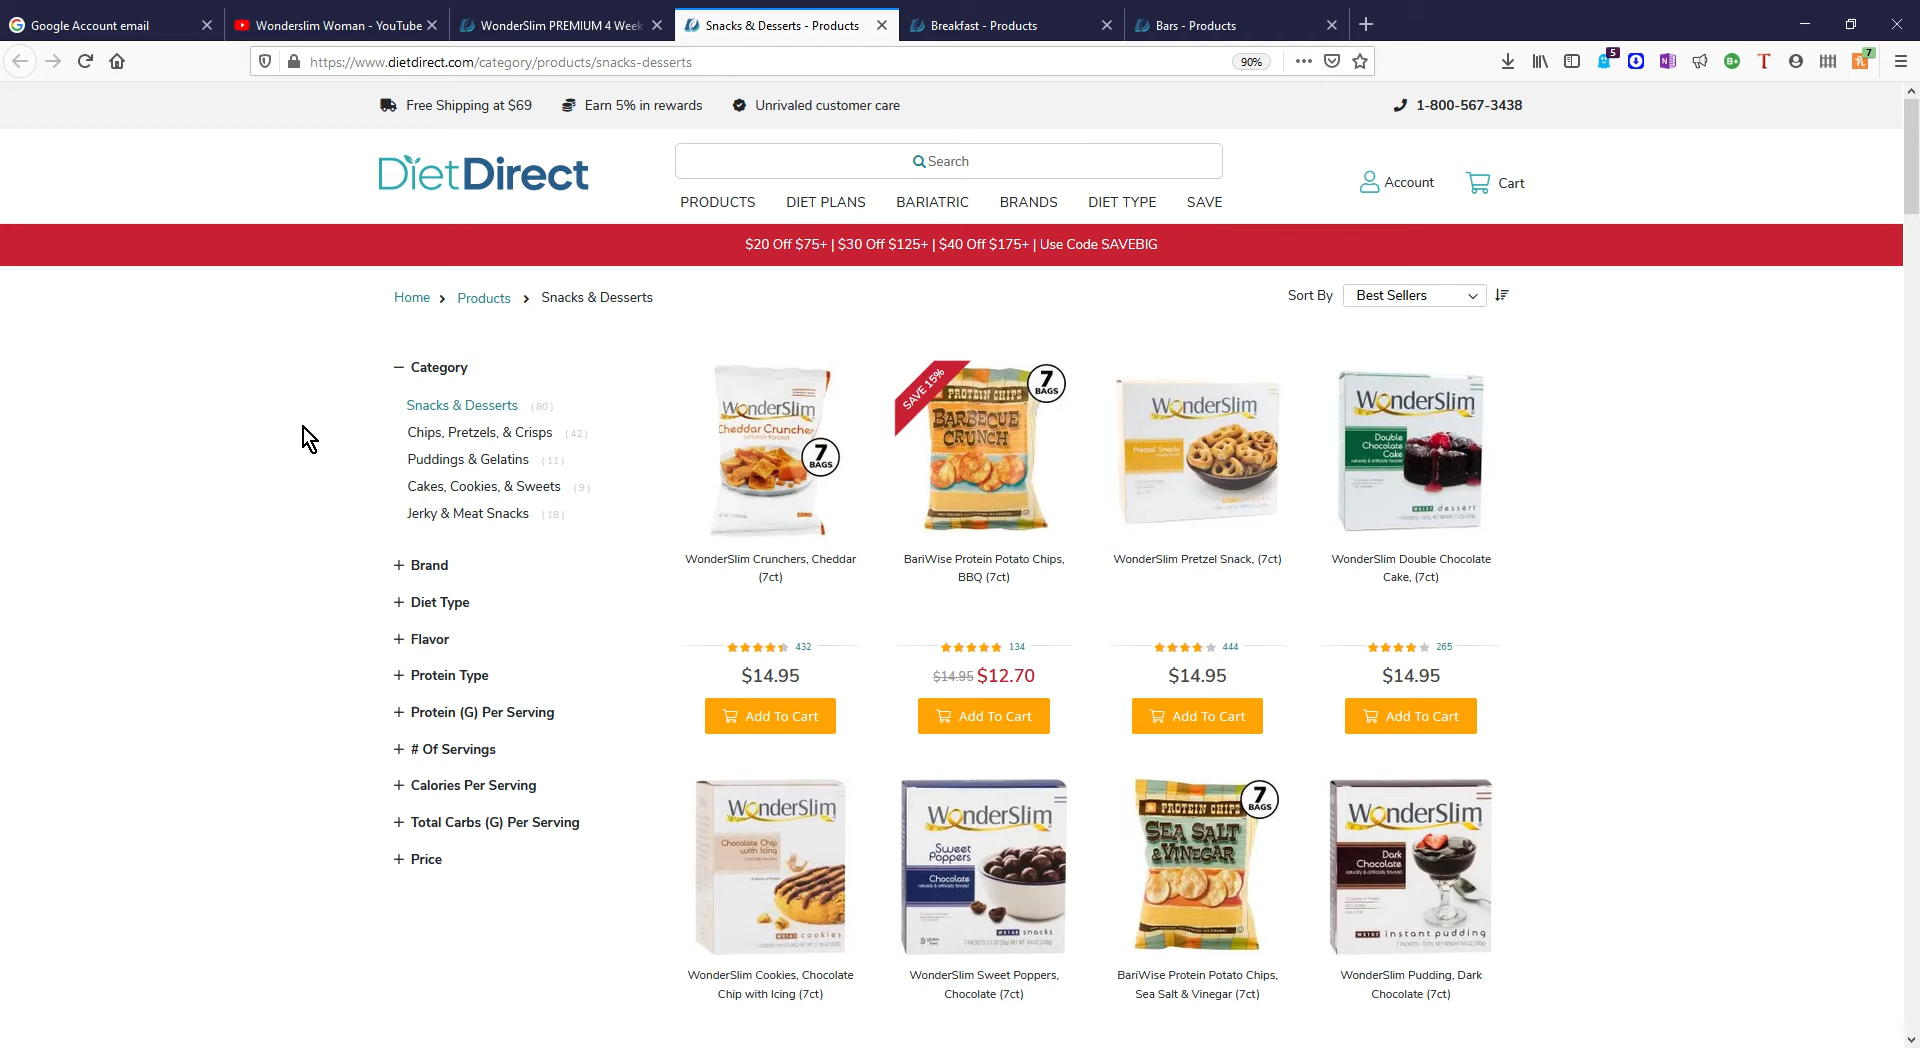 Google Account email
Wonderslim Woman - YouTube
WonderSlim PREMIUM 4 Week
Snacks & Desserts - Products
Breakfast - Products
Bars - Products
https://www.dietdirect.com/category/products/snacks-desserts
90%
5
7
Free Shipping at $69
Earn 5% in rewards
Unrivaled customer care
1-800-567-3438
DietDirect
Search
Account
Cart
PRODUCTS
DIET PLANS
BARIATRIC
BRANDS
DIET TYPE
SAVE
$20 Off $75+ | $30 Off $125+ | $40 Off $175+ | Use Code SAVEBIG
Home
Products
Snacks & Desserts
Sort By
Best Sellers
Category
Snacks & Desserts (80)
Chips, Pretzels, & Crisps (42)
Puddings & Gelatins (11)
Cakes, Cookies, & Sweets (9)
Jerky & Meat Snacks (18)
Brand
Diet Type
Flavor
Protein Type
Protein (G) Per Serving
# Of Servings
Calories Per Serving
Total Carbs (G) Per Serving
Price
WonderSlim
Cheddar Crunche
7
BAGS
SAVE 15%
7
BAGS
PROTEIN CHIPS
BARBECUE
CRUNCH
WonderSlim
Pretzel Snacks
WonderSlim
Double
Chocolate
Cake
dessert
WonderSlim Crunchers, Cheddar
(7ct)
BariWise Protein Potato Chips,
BBQ (7ct)
WonderSlim Pretzel Snack, (7ct)
WonderSlim Double Chocolate
Cake, (7ct)
432
134
444
265
$14.95
$14.95 $12.70
$14.95
$14.95
Add To Cart
Add To Cart
Add To Cart
Add To Cart
WonderSlim
Chocolate Chip
with Icing
cookies
WonderSlim
Sweet
Poppers
Chocolate
snacks
PROTEIN CHIPS
7
BAGS
SEA SALT
& VINEGAR
WonderSlim
Dark
Chocolate
instant pudding
WonderSlim Cookies, Chocolate
Chip with Icing (7ct)
WonderSlim Sweet Poppers,
Chocolate (7ct)
BariWise Protein Potato Chips,
Sea Salt & Vinegar (7ct)
WonderSlim Pudding, Dark
Chocolate (7ct)